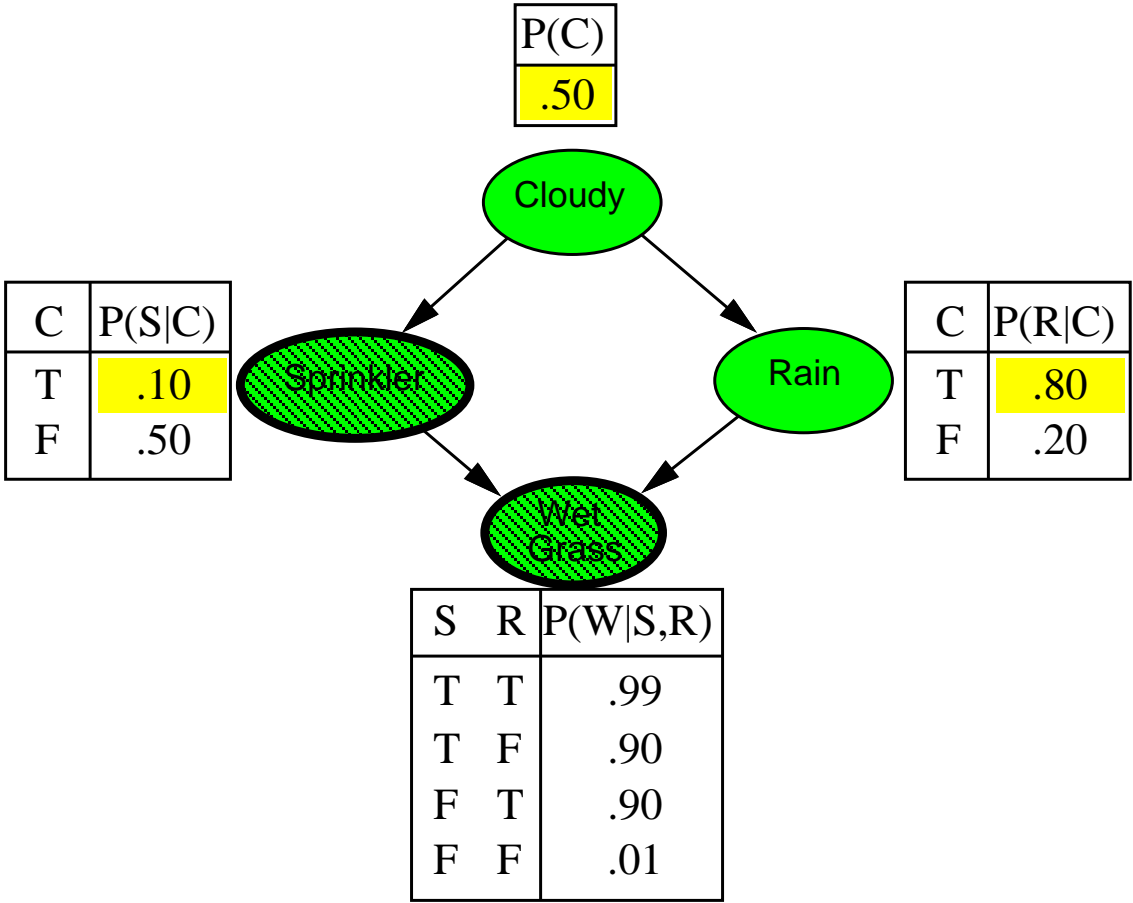 P(C)
.50
Cloudy
C P(S|C)
T .10
F .50
Sprinkler
Rain
C P(R|C)
T .80
F .20
Wet
Grass
S R P(W|S,R)
T T .99
T F .90
F T .90
F F .01